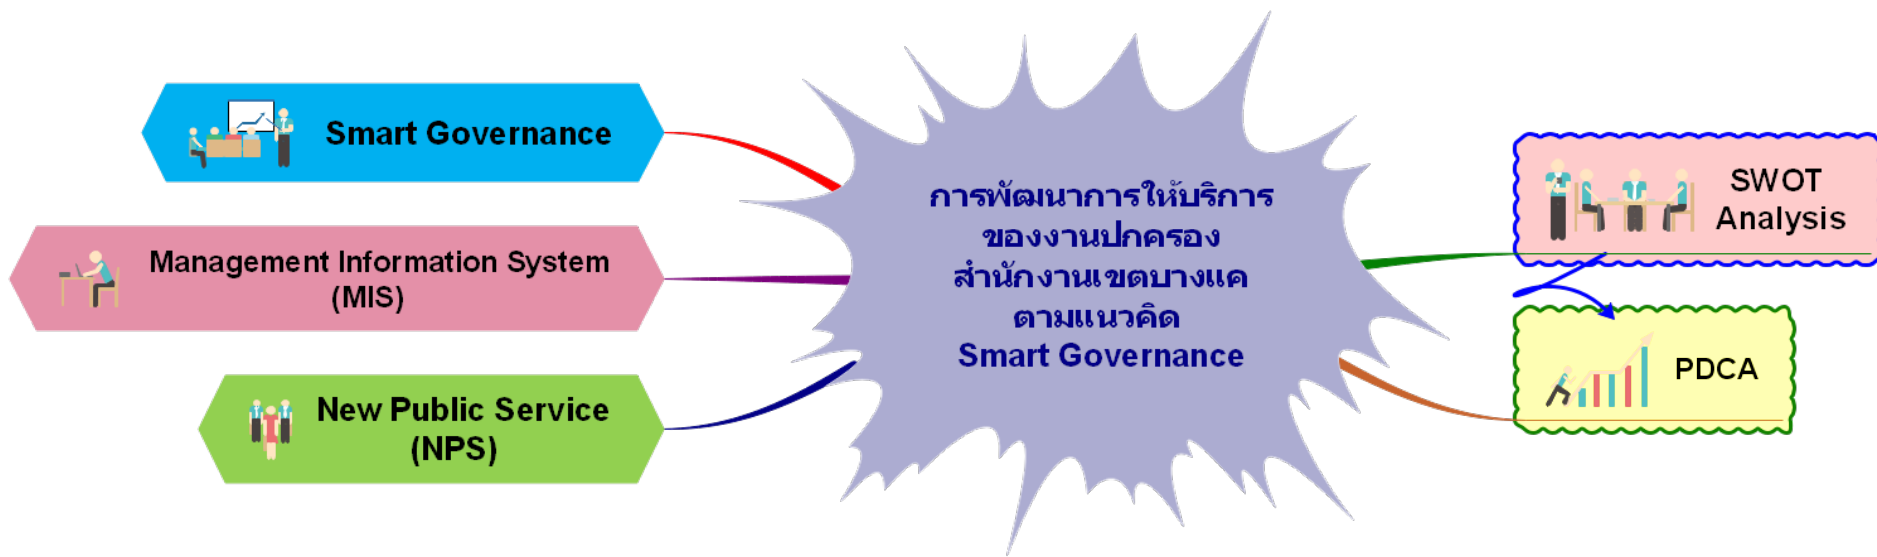 Smart Governance
Management Information System
(MIS)
New Public Service
(NPS)
การพัฒนาการให้บริการ
ของงานปกครอง
สำนักงานเขตบางแค
ตามแนวคิด
Smart Governance
SWOT
Analysis
PDCA